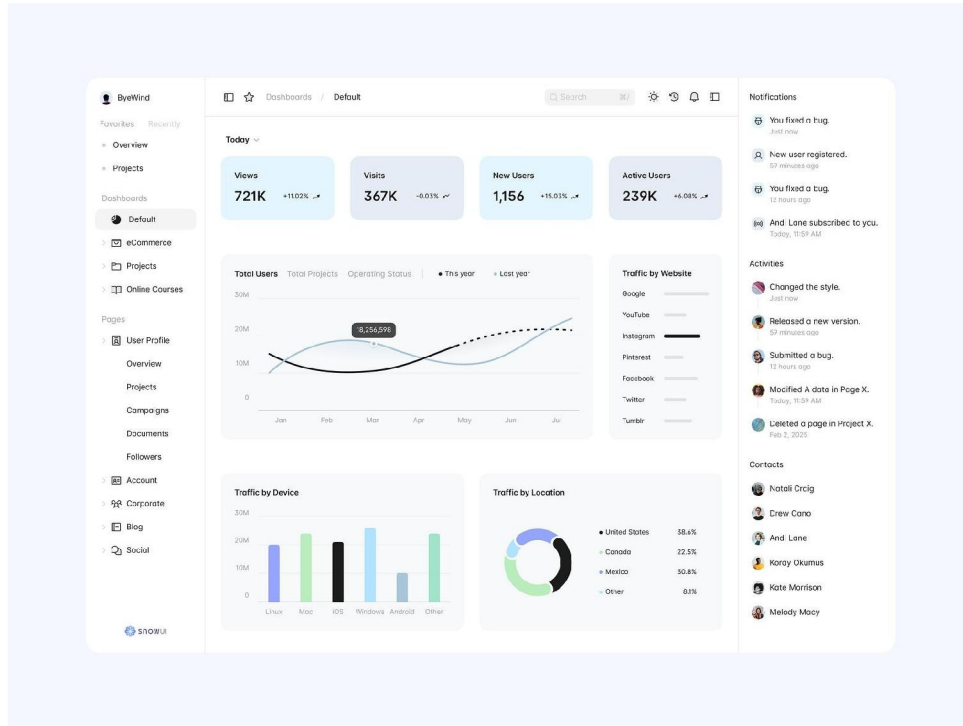 ByeWind
Favorites Recently
Overview
Projects
Dashboards
Default
eCommerce
Projects
Online Courses
Pages
User Profile
Overview
Projects
Campaigns
Documents
Followers
Account
Corporate
Blog
Social
SNOWUI
Dashboards / Default
Search ⌘/
Today
Views
721K +11.02%
Visits
367K -0.03%
New Users
1,156 +15.03%
Active Users
239K +6.08%
Total Users Total Projects Operating Status This year Last year
30M
20M
10M
0
Jan Feb Mar Apr May Jun Jul
Traffic by Website
Google
YouTube
Instagram
Pinterest
Facebook
Twitter
Tumblr
Traffic by Device
30M
20M
10M
0
Linux Mac iOS Windows Android Other
Traffic by Location
United States 38.6%
Canada 22.5%
Mexico 30.8%
Other 8.1%
Notifications
You fixed a bug.
Just now
New user registered.
59 minutes ago
You fixed a bug.
12 hours ago
Andi Lane subscribed to you.
Today, 11:59 AM
Activities
Changed the style.
Just now
Released a new version.
59 minutes ago
Submitted a bug.
12 hours ago
Modified A data in Page X.
Today, 11:59 AM
Deleted a page in Project X.
Feb 2, 2025
Contacts
Natali Craig
Drew Cano
Andi Lane
Koray Okumus
Kate Morrison
Melody Macy